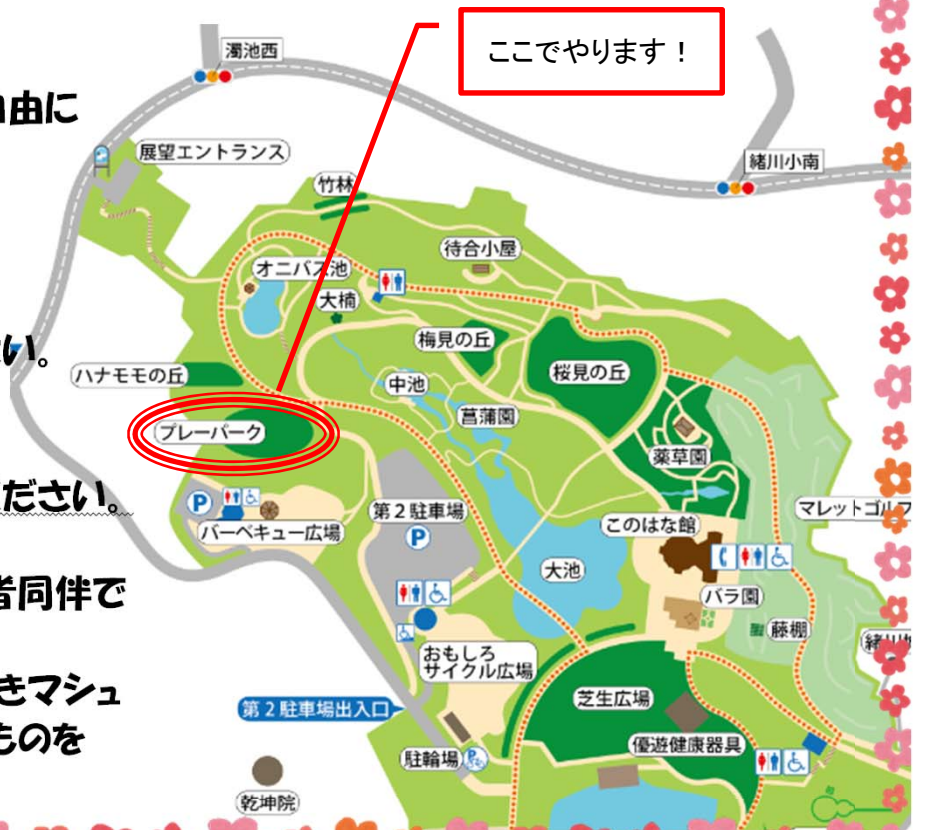 ここでやります！
濁池西
由に
展望エントランス
緒川小南
竹林
待合小屋
オニバス池
大楠
梅見の丘
い。
ハナモモの丘
中池
桜見の丘
菖蒲園
プレーパーク
薬草園
ださい。
P
第２駐車場
P
マレットゴルフ
バーベキュー広場
このはな館
大池
者同伴で
バラ園
藤棚
おもしろ
サイクル広場
きマシュ
芝生広場
第２駐車場出入口
ものを
優遊健康器具
駐輪場
P
乾坤院